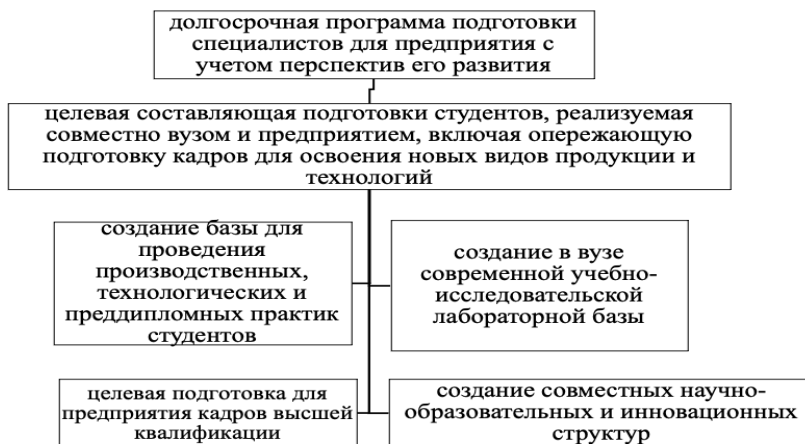 долгосрочная программа подготовки
специалистов для предприятия с
учетом перспектив его развития
целевая составляющая подготовки студентов, реализуемая
совместно вузом и предприятием, включая опережающую
подготовку кадров для освоения новых видов продукции и
технологий
создание базы для
проведения
производственных,
технологических и
преддипломных практик
студентов
создание в вузе
современной учебно-
исследовательской
лабораторной базы
целевая подготовка для
предприятия кадров высшей
квалификации
создание совместных научно-
образовательных и инновационных
структур